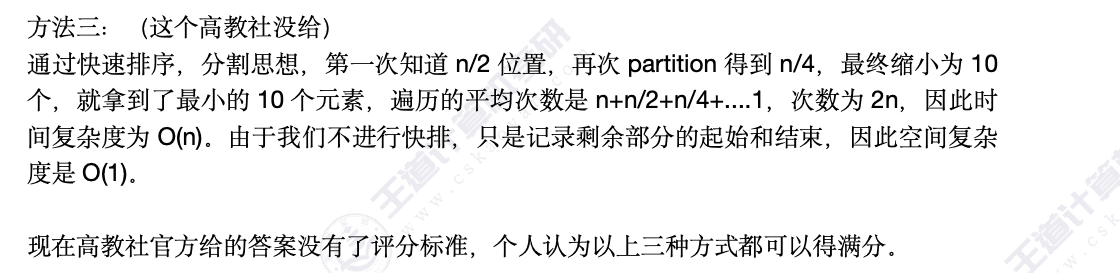 方法三：（这个高教社没给）
通过快速排序，分割思想，第一次知道 n/2 位置，再次 partition 得到 n/4，最终缩小为 10
个，就拿到了最小的 10 个元素，遍历的平均次数是 n+n/2+n/4+....1，次数为 2n，因此时
间复杂度为 O(n)。由于我们不进行快排，只是记录剩余部分的起始和结束，因此空间复杂
度是 O(1)。
现在高教社官方给的答案没有了评分标准，个人认为以上三种方式都可以得满分。